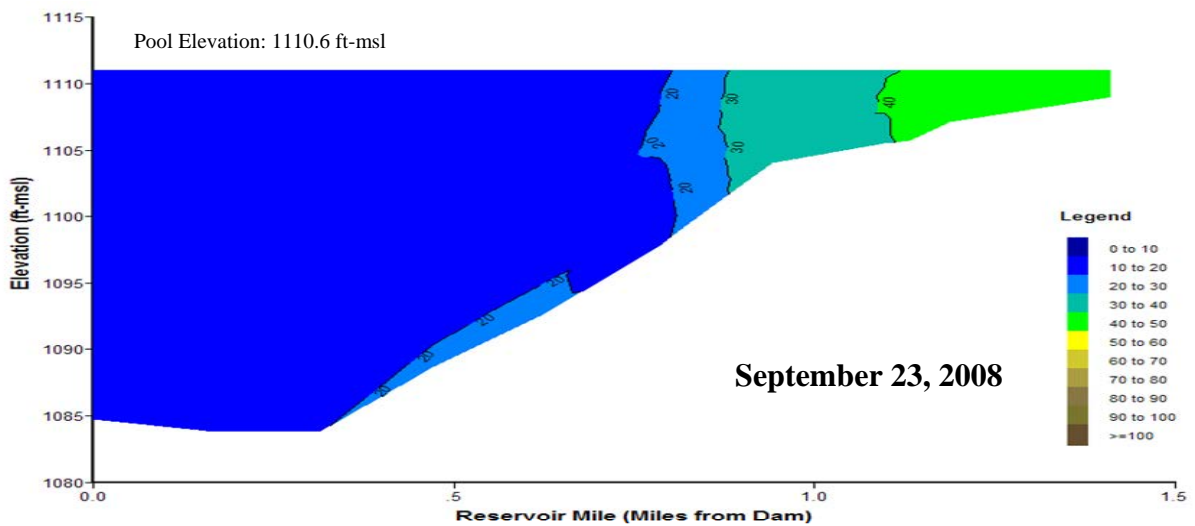 1115
Pool Elevation: 1110.6 ft-msl
1110
1105
1100
1095
1090
1085
1080
Elevation (ft-msl)
20
30
40
20
30
20
20
20
20
20
20
Legend
0 to 10
10 to 20
20 to 30
30 to 40
40 to 50
50 to 60
60 to 70
70 to 80
80 to 90
90 to 100
>=100
September 23, 2008
0.0
.5
1.0
1.5
Reservoir Mile (Miles from Dam)